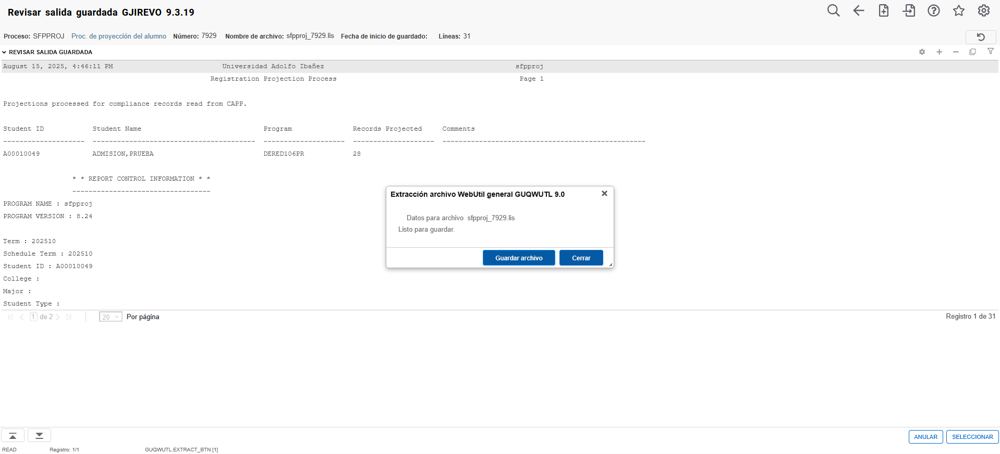 Revisar salida guardada GJIREVO 9.3.19
Proceso: SFPPROJ Proc. de proyección del alumno Número: 7929 Nombre de archivo: sfpproj_7929.lis Fecha de inicio de guardado: Líneas: 31
REVISAR SALIDA GUARDADA
August 15, 2025, 4:46:11 PM Universidad Adolfo Ibañez sfpproj
Registration Projection Process Page 1
Projections processed for compliance records read from CAPP.
Student ID Student Name Program Records Projected Comments
-------------------- ---------------------------------------- -------------------- -------------------- --------------------------------------------------
A00010049 ADMISION,PRUEBA DERED106PR 28
* * REPORT CONTROL INFORMATION * *
----------------------------------
PROGRAM NAME : sfpproj
PROGRAM VERSION : 8.24
Term : 202510
Schedule Term : 202510
Student ID : A00010049
College :
Major :
Student Type :
Extracción archivo WebUtil general GUQWUTL 9.0
Datos para archivo sfpproj_7929.lis
Listo para guardar.
Guardar archivo Cerrar
1 de 2 20 Por página Registro 1 de 31
ANULAR SELECCIONAR
READ Registro: 1/1 GUQWUTL.EXTRACT_BTN [1]